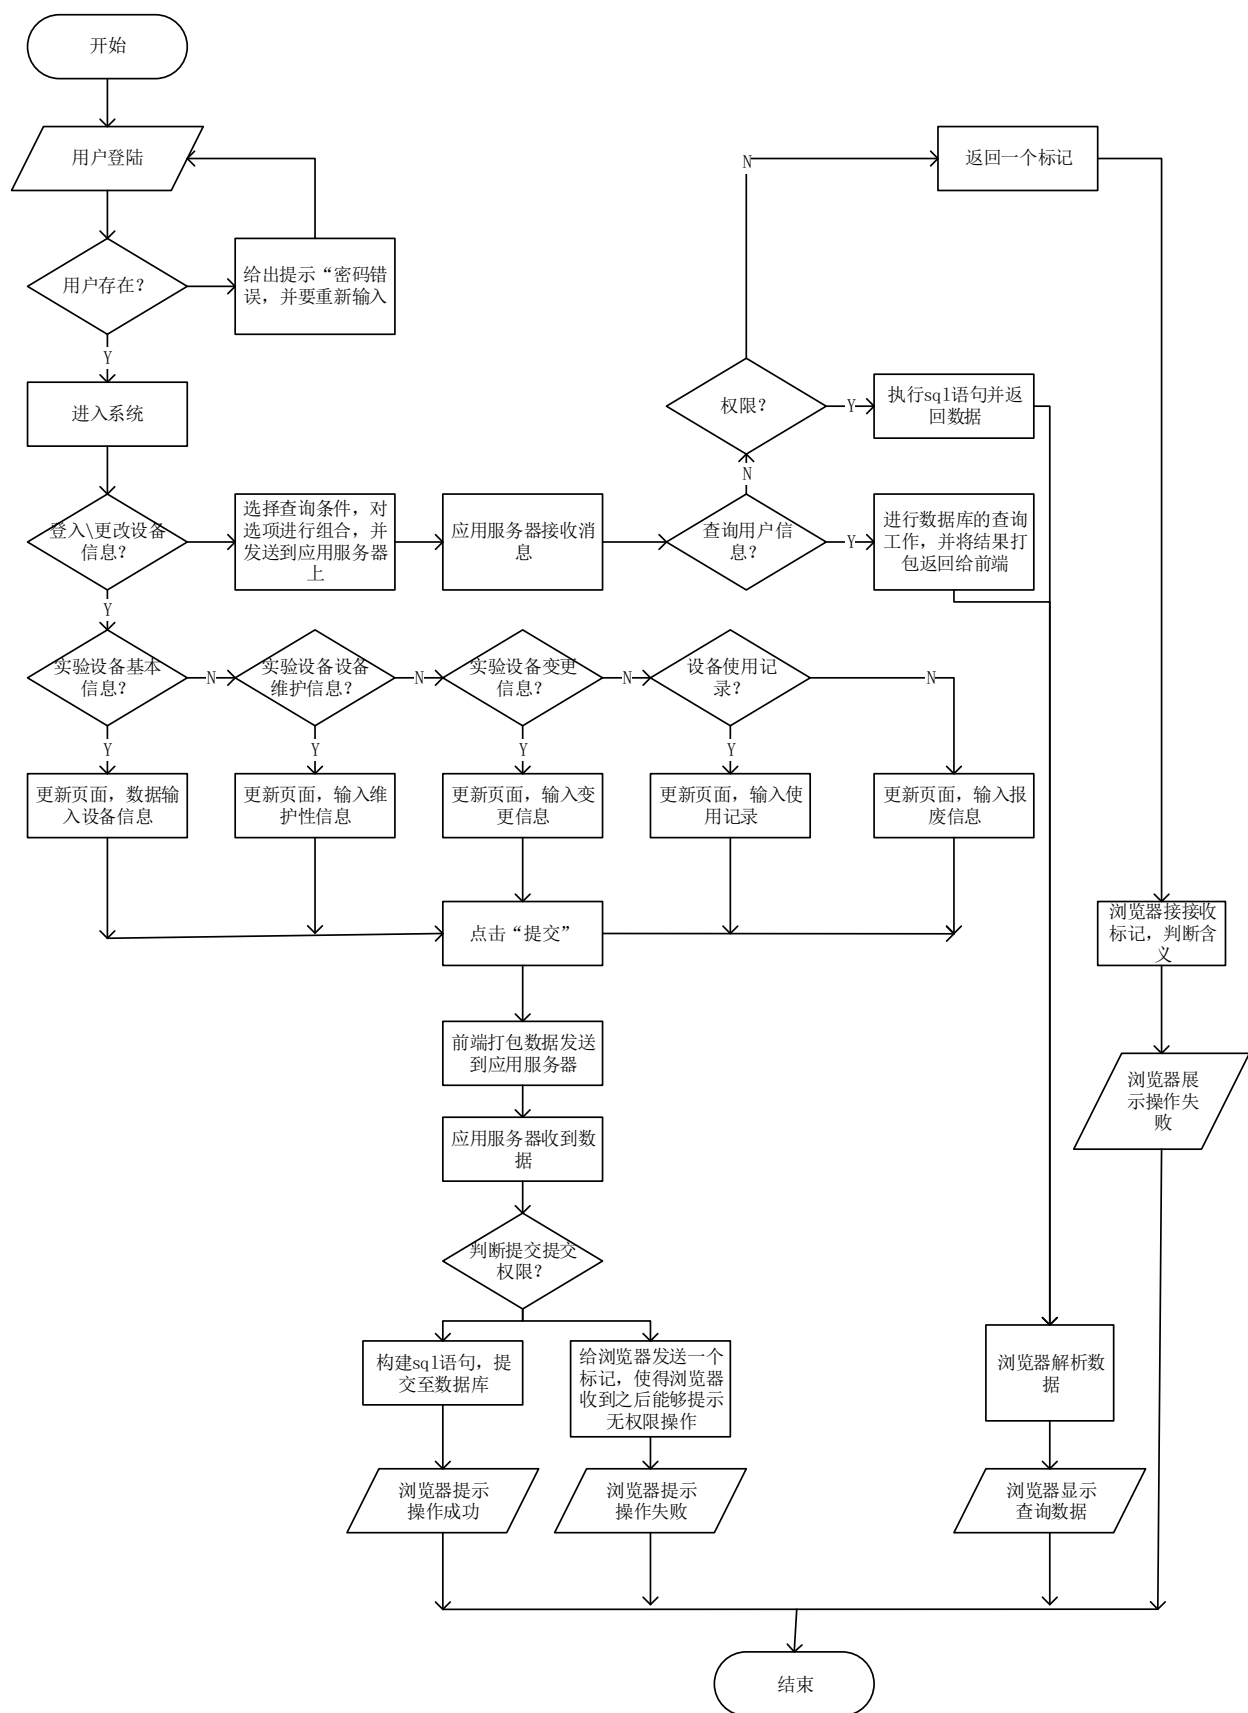 开始
用户登陆
用户存在?
给出提示“密码错
误，并要重新输入
Y
进入系统
N
返回一个标记
权限?
Y
执行sql语句并返
回数据
N
登入\更改设备
信息?
选择查询条件，对
选项进行组合，并
发送到应用服务器
上
应用服务器接收消
息
查询用户信
息?
Y
进行数据库的查询
工作，并将结果打
包返回给前端
Y
实验设备基本
信息?
N
实验设备设备
维护信息?
N
实验设备变更
信息?
N
设备使用记
录?
N
Y
Y
Y
Y
更新页面，数据输
入设备信息
更新页面，输入维
护性信息
更新页面，输入变
更信息
更新页面，输入使
用记录
更新页面，输入报
废信息
点击“提交”
浏览器接接收
标记，判断含
义
前端打包数据发送
到应用服务器
浏览器展
示操作失
败
应用服务器收到数
据
判断提交提交
权限?
构建sql语句，提
交至数据库
给浏览器发送一个
标记，使得浏览器
收到之后能够提示
无权限操作
浏览器解析数
据
浏览器提示
操作成功
浏览器提示
操作失败
浏览器显示
查询数据
结束